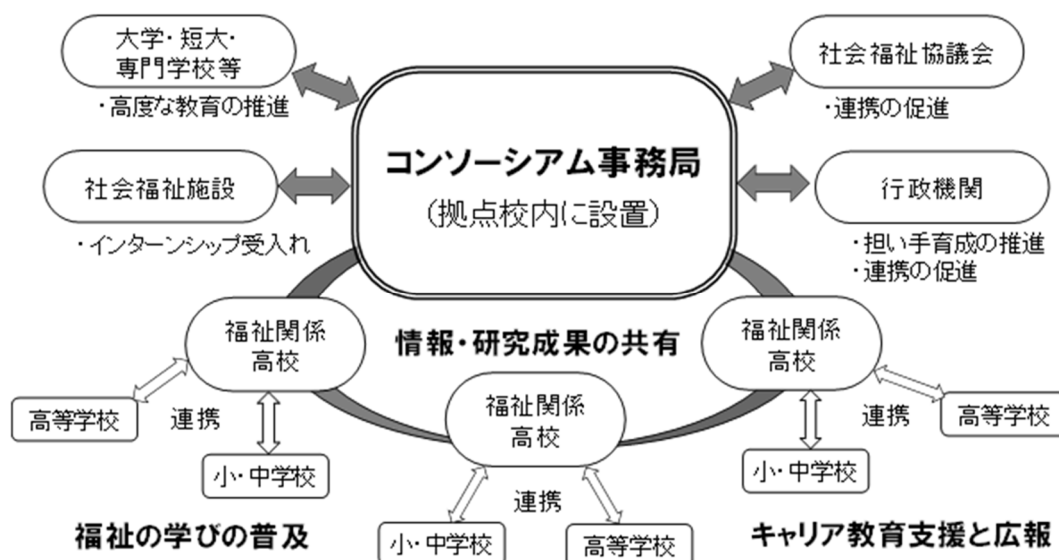 大学・短大・
専門学校等
・高度な教育の推進
社会福祉協議会
・連携の促進
コンソーシアム事務局
（拠点校内に設置）
社会福祉施設
・インターンシップ受入れ
行政機関
・担い手育成の推進
・連携の促進
福祉関係
高校
情報・研究成果の共有
福祉関係
高校
福祉関係
高校
高等学校
連携
小・中学校
連携
高等学校
小・中学校
連携
小・中学校
高等学校
福祉の学びの普及
キャリア教育支援と広報